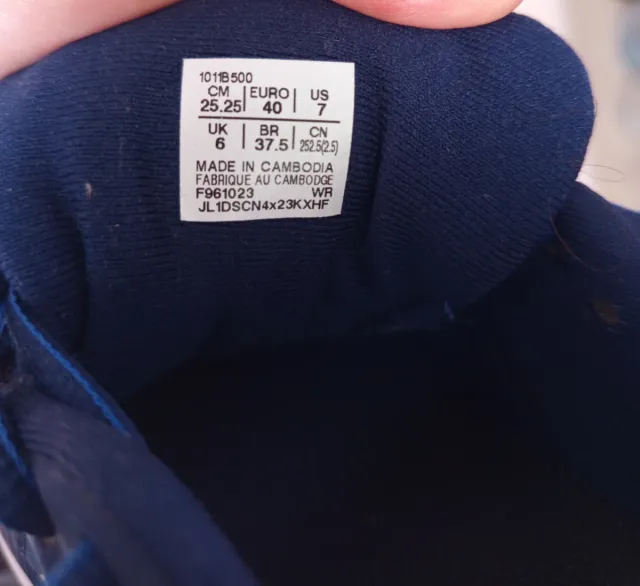 1011B500
CM | EURO | US
25.25 | 40 | 7
UK | BR | CN
6 | 37.5 | 252.5(2.5)
MADE IN CAMBODIA
FABRIQUE AU CAMBODGE
F961023 WR
JL1DSCN4x23KXHF